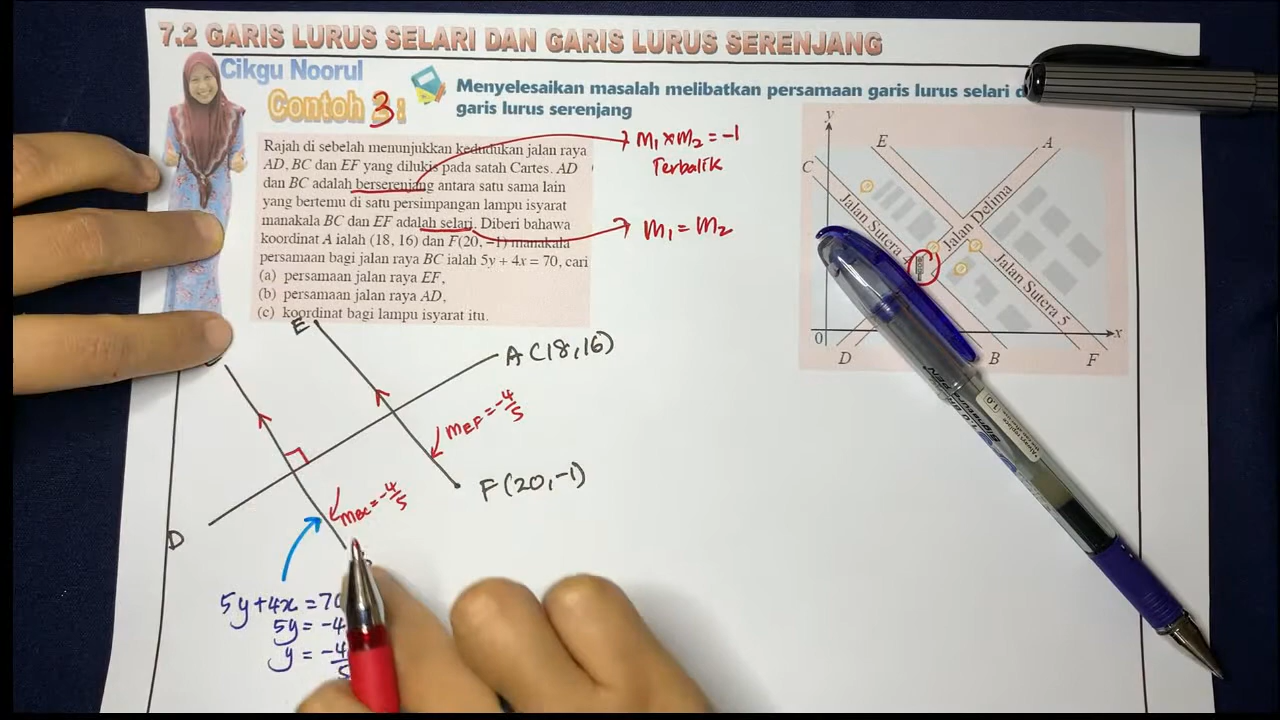 7.2 GARIS LURUS SELARI DAN GARIS LURUS SERENJANG
Cikgu Noorul
Contoh 3:
Menyelesaikan masalah melibatkan persamaan garis lurus selari
garis lurus serenjang
Rajah di sebelah menunjukkan kedudukan jalan raya
AD, BC dan EF yang dilukis pada satah Cartes. AD
dan BC adalah berserenjang antara satu sama lain
yang bertemu di satu persimpangan lampu isyarat
manakala BC dan EF adalah selari. Diberi bahawa
koordinat A ialah (18, 16) dan F(20, −1) manakala
persamaan bagi jalan raya BC ialah 5y + 4x = 70, cari
(a) persamaan jalan raya EF,
(b) persamaan jalan raya AD,
(c) koordinat bagi lampu isyarat itu.
m₁ × m₂ = -1
Terbalik
m₁ = m₂
y
E
A
C
Jalan Sutera
Jalan Delima
Jalan Sutera 5
0
x
D
B
F
E
A (18, 16)
mEF = -4/5
F (20, -1)
mBC = -4/5
D
5y + 4x = 70
5y = -4
y = -4/5